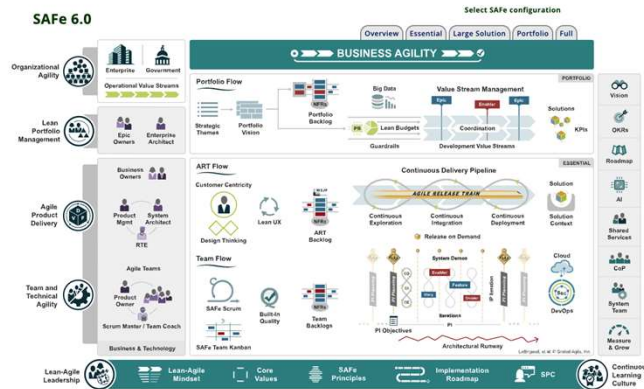 SAFe 6.0
Select SAFe configuration
Overview
Essential
Large Solution
Portfolio
Full
BUSINESS AGILITY
Organizational
Agility
Enterprise
Government
Operational Value Streams
Lean
Portfolio
Management
Epic
Owners
Enterprise
Architect
Portfolio Flow
Strategic
Themes
Portfolio
Vision
Portfolio
Backlog
NFRs
Big
Data
Lean Budgets
Guardrails
Value Stream Management
Epic
Enabler
Epic
Coordination
Development Value Streams
PORTFOLIO
Solutions
KPIs
Agile
Product
Delivery
Business
Owners
Product
Mgmt
System
Architect
RTE
ART Flow
Customer Centricity
Design Thinking
Lean UX
ART
Backlog
NFRs
Continuous Delivery Pipeline
AGILE RELEASE TRAIN
Continuous
Exploration
Continuous
Integration
Continuous
Deployment
Release on Demand
ESSENTIAL
Solution
Solution
Context
Team and
Technical
Agility
Agile Teams
Product
Owner
Scrum Master / Team Coach
Business & Technology
Team Flow
SAFe Scrum
SAFe Team Kanban
Built-In
Quality
Team
Backlogs
NFRs
System Demos
PI Planning
Enabler
Story
Feature
Iterations
PI
PI Objectives
Architectural Runway
Cloud
DevOps
Vision
OKRs
Roadmap
AI
Shared
Services
CoP
System
Team
Measure
& Grow
Lean-Agile
Leadership
Lean-Agile
Mindset
Core
Values
SAFe
Principles
Implementation
Roadmap
SPC
Learning
Culture